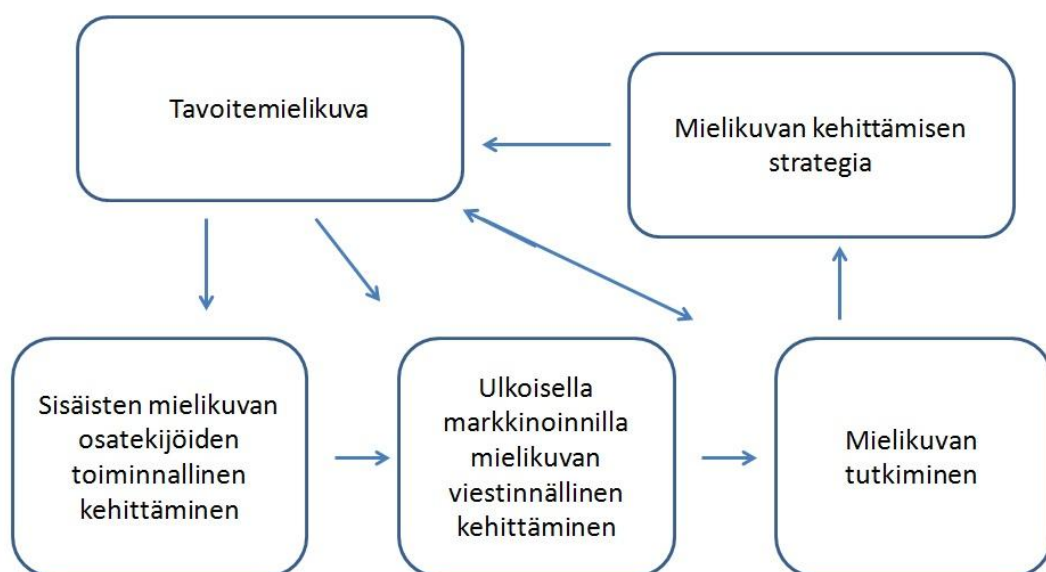 Tavoitemielikuva
Mielikuvan kehittämisen
strategia
Sisäisten mielikuvan
osatekijöiden
toiminnallinen
kehittäminen
Ulkoisella
markkinoinnilla
mielikuvan
viestinnällinen
kehittäminen
Mielikuvan
tutkiminen